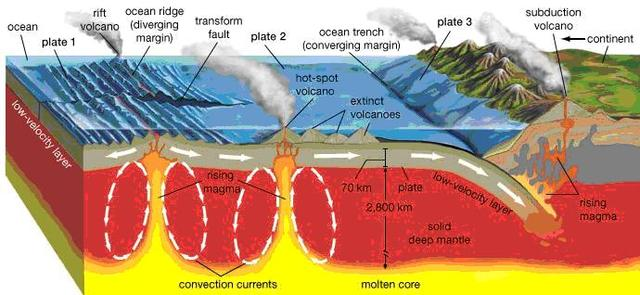 ocean
plate 1
rift
volcano
ocean ridge
(diverging
margin)
transform
fault
plate 2
ocean trench
(converging margin)
plate 3
subduction
volcano
continent
hot-spot
volcano
extinct
volcanoes
low-velocity layer
rising
magma
70 km
plate
low-velocity layer
2,800 km
solid
deep mantle
rising
magma
convection currents
molten core